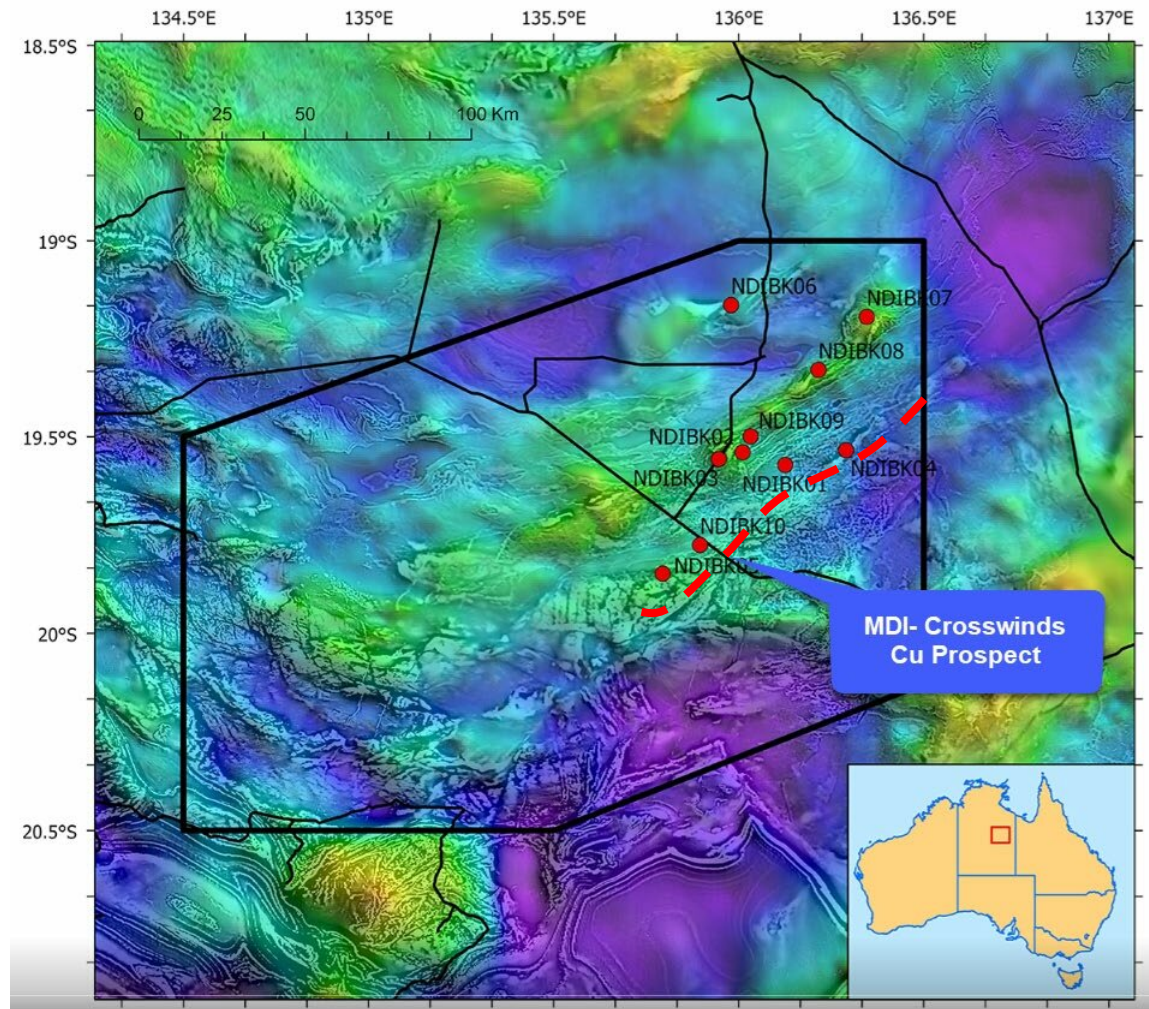 134.5°E 135°E 135.5°E 136°E 136.5°E 137°E
18.5°S
0 25 50 100 Km
19°S
NDIBK06
NDIBK07
NDIBK08
19.5°S
NDIBK09
NDIBK03
NDIBK04
NDIBK01
NDIBK10
NDIBK05
20°S
MDI- Crosswinds
Cu Prospect
20.5°S